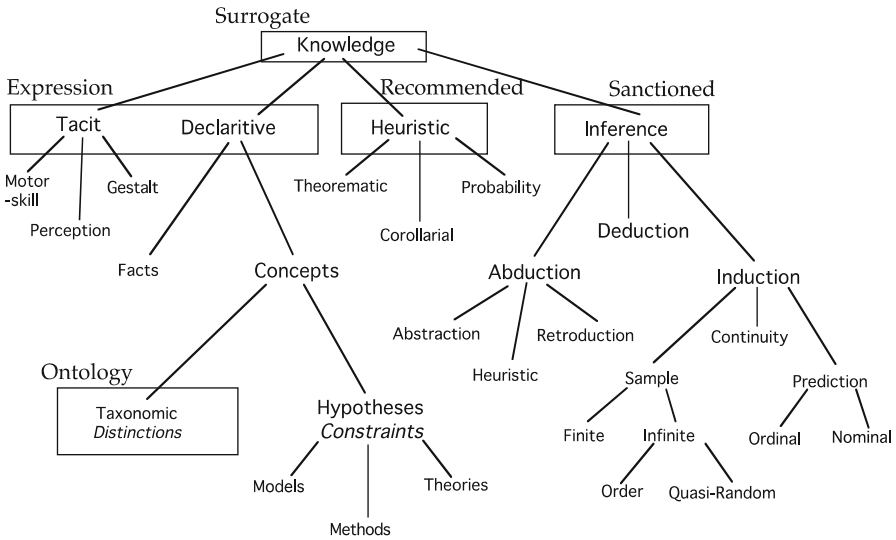 Surrogate
Knowledge
Expression
Recommended
Sanctioned
Tacit
Declaritive
Heuristic
Inference
Motor
-skill
Gestalt
Theorematic
Probability
Perception
Corollarial
Deduction
Facts
Concepts
Abduction
Induction
Abstraction
Retroduction
Continuity
Ontology
Heuristic
Sample
Prediction
Taxonomic
Distinctions
Hypotheses
Constraints
Finite
Infinite
Ordinal
Nominal
Models
Theories
Order
Quasi-Random
Methods